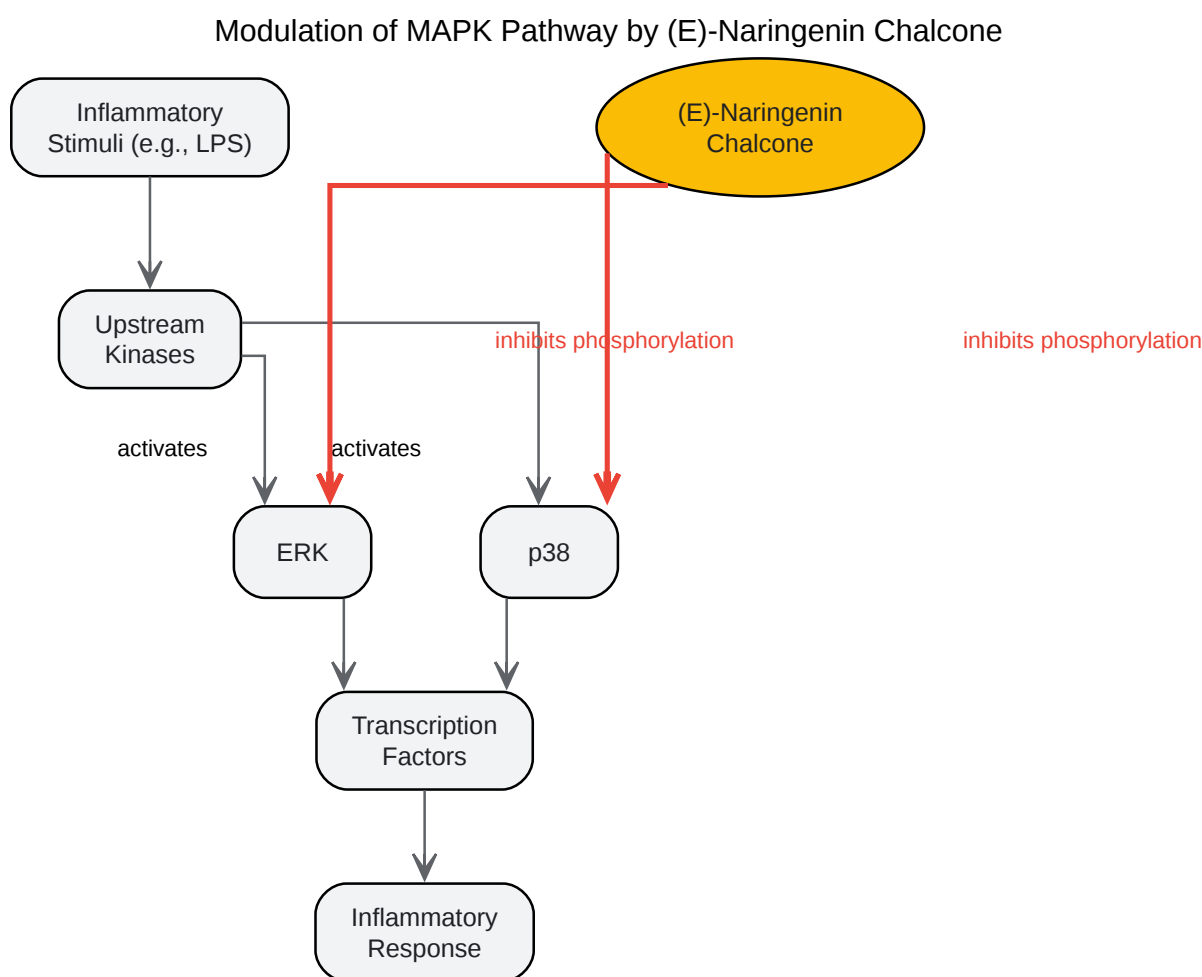 Modulation of MAPK Pathway by (E)-Naringenin Chalcone
Inflammatory
Stimuli (e.g., LPS)
(E)-Naringenin
Chalcone
Upstream
Kinases
inhibits phosphorylation
inhibits phosphorylation
activates
activates
ERK
p38
Transcription
Factors
Inflammatory
Response